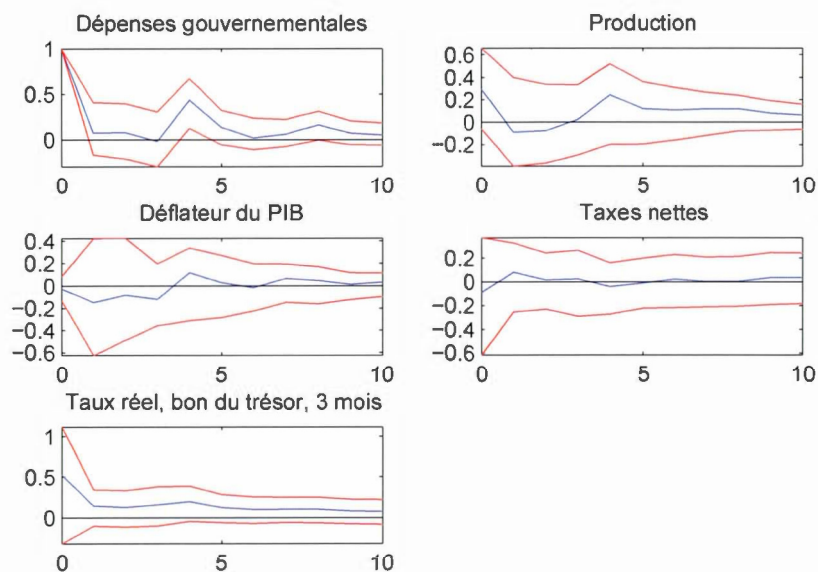 Dépenses gouvernementales
1
0.5
0
0 5 10
Production
0.6
0.4
0.2
0
−0.2
0 5 10
Déflateur du PIB
0.4
0.2
0
−0.2
−0.4
−0.6
0 5 10
Taxes nettes
0.2
0
−0.2
−0.4
−0.6
0 5 10
Taux réel, bon du trésor, 3 mois
1
0.5
0
0 5 10